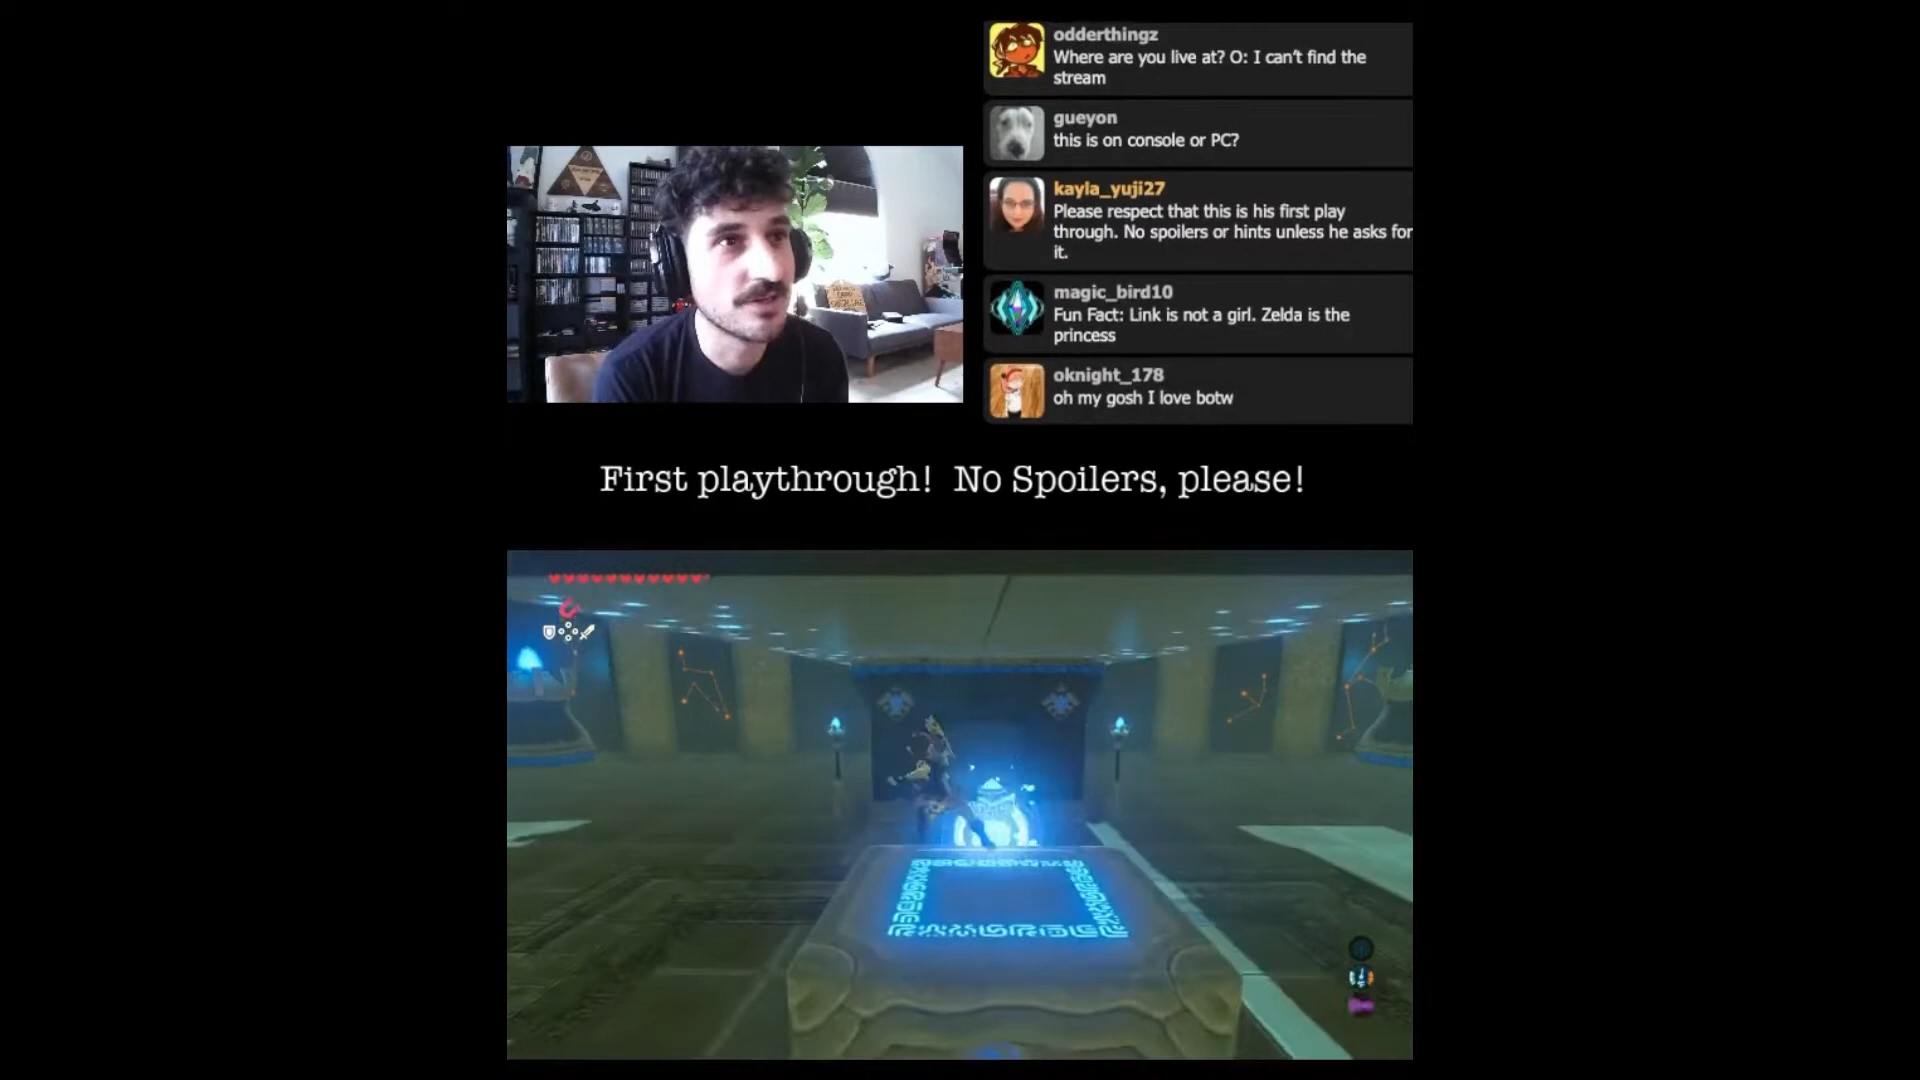 odderthingz
Where are you live at? O: I can't find the
stream
gueyon
this is on console or PC?
kayla_yuji27
Please respect that this is his first play
through. No spoilers or hints unless he asks for
it.
magic_bird10
Fun Fact: Link is not a girl. Zelda is the
princess
oknight_178
oh my gosh I love botw
First playthrough!  No Spoilers, please!